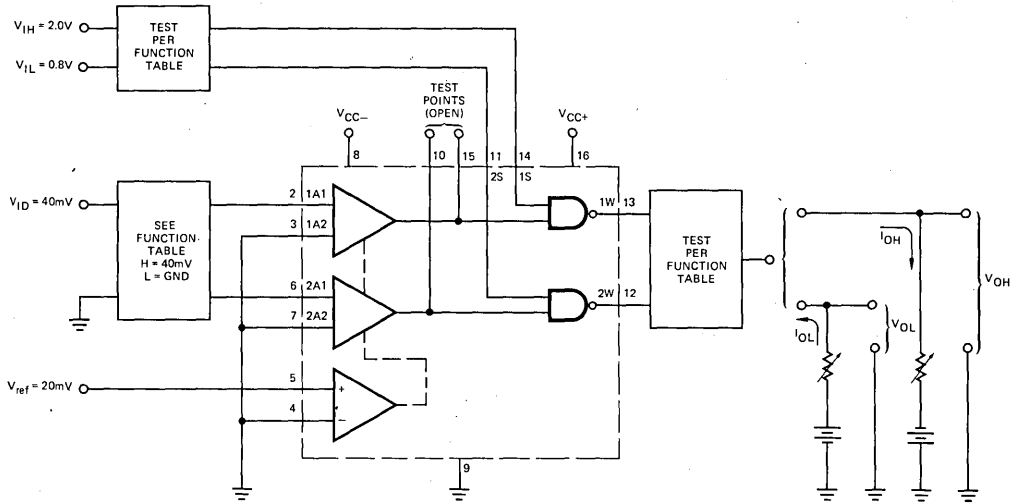 V_IH = 2.0V
V_IL = 0.8V
TEST
PER
FUNCTION
TABLE
TEST
POINTS
(OPEN)
V_CC−
V_CC+
8
10
15
11
14
16
2S
1S
V_ID = 40mV
SEE
FUNCTION
TABLE
H = 40mV
L = GND
2
1A1
3
1A2
6
2A1
7
2A2
1W
13
2W
12
TEST
PER
FUNCTION
TABLE
I_OH
V_OH
I_OL
V_OL
V_ref = 20mV
5
+
4
−
9